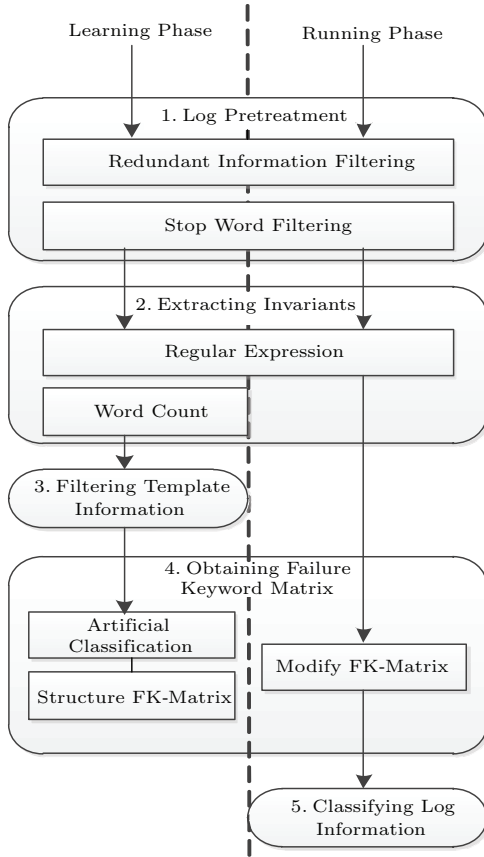 Learning Phase
Running Phase
1. Log Pretreatment
Redundant Information Filtering
Stop Word Filtering
2. Extracting Invariants
Regular Expression
Word Count
3. Filtering Template
Information
4. Obtaining Failure
Keyword Matrix
Artificial
Classification
Structure FK-Matrix
Modify FK-Matrix
5. Classifying Log
Information